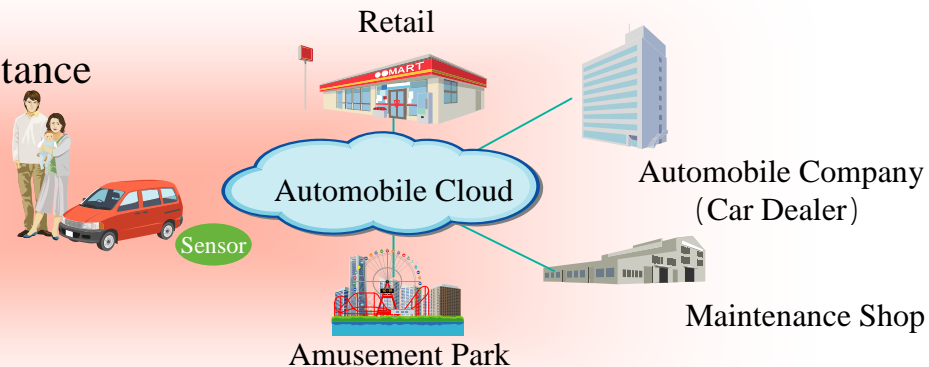 Retail
tance
MART
Automobile Cloud
Automobile Company
(Car Dealer)
Sensor
Maintenance Shop
Amusement Park